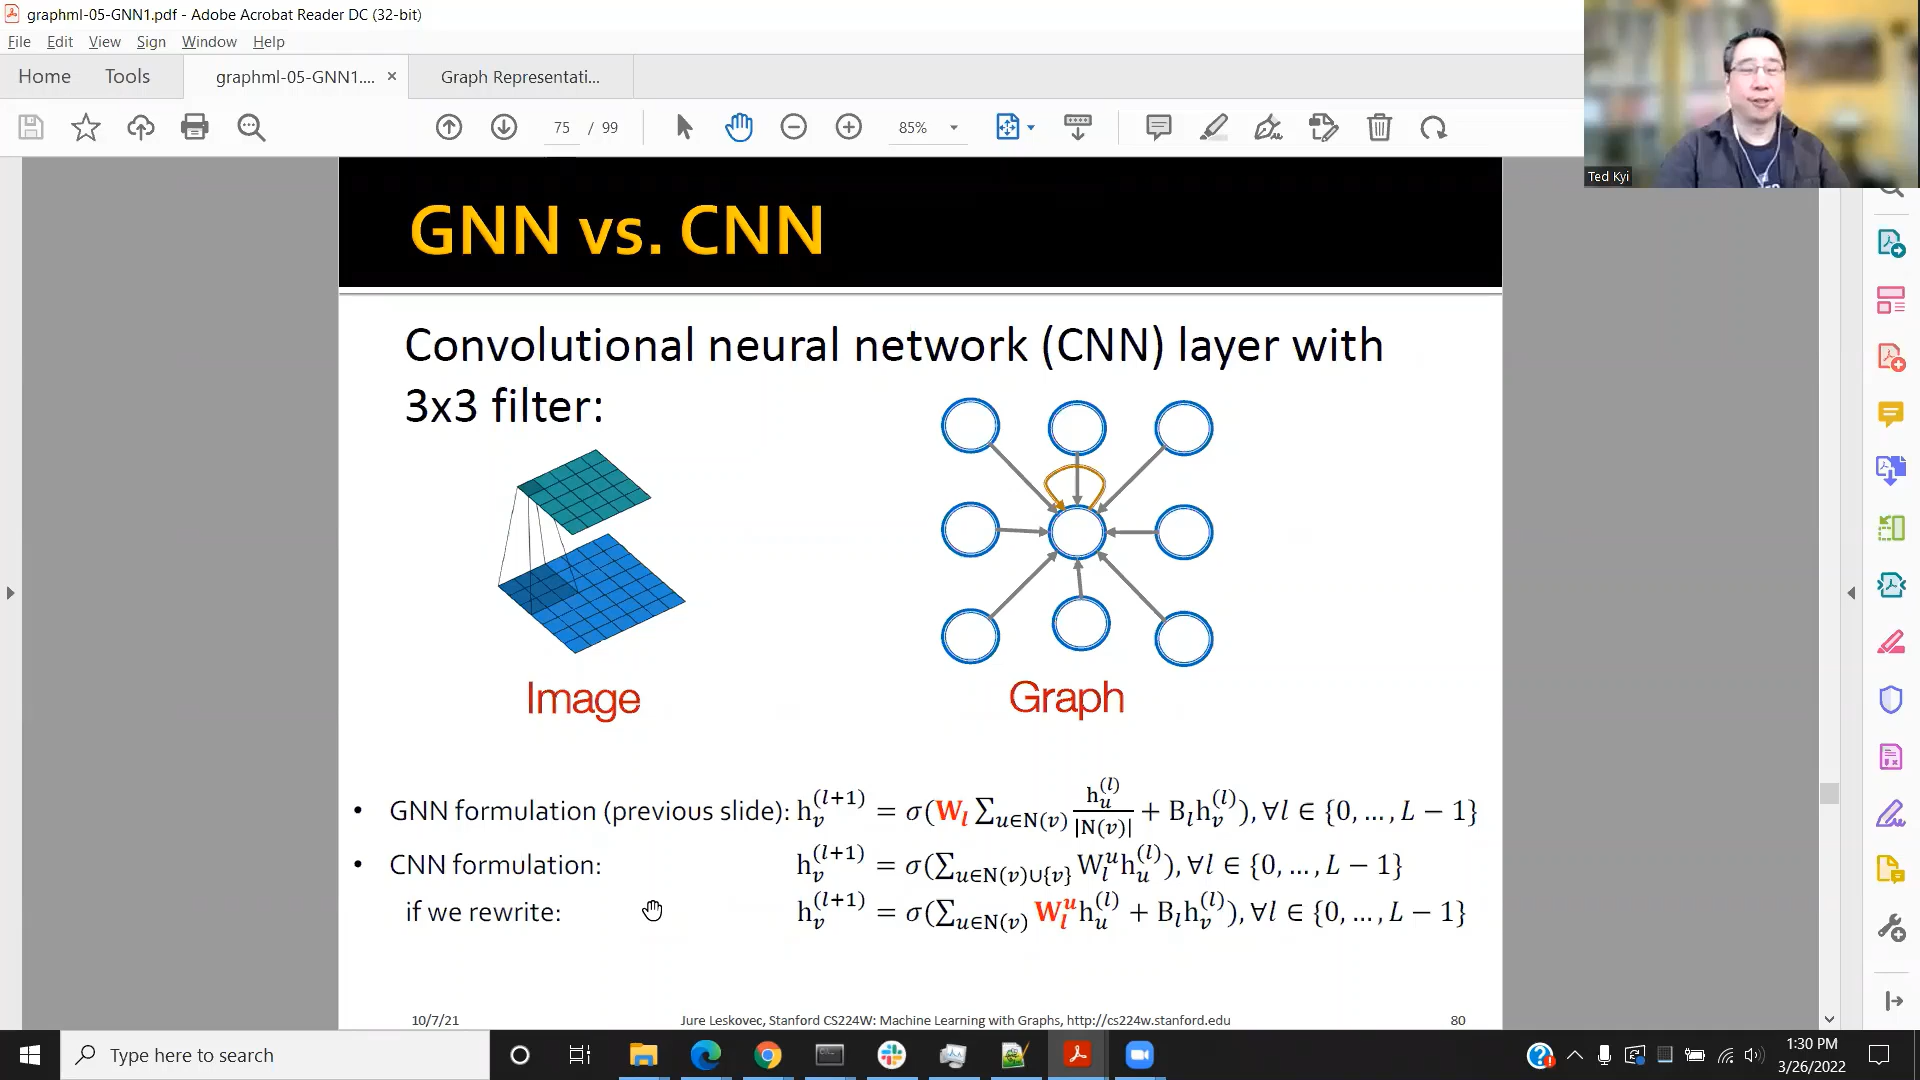 graphml-05-GNN1.pdf - Adobe Acrobat Reader DC (32-bit)
File Edit View Sign Window Help
Home Tools graphml-05-GNN1.... × Graph Representati...
75 / 99 85%
Ted Kyi
GNN vs. CNN
Convolutional neural network (CNN) layer with
3x3 filter:
Image Graph
• GNN formulation (previous slide): h_v^{(l+1)} = σ(W_l ∑_{u∈N(v)} h_u^{(l)}/|N(v)| + B_l h_v^{(l)}), ∀l ∈ {0, …, L − 1}
• CNN formulation: h_v^{(l+1)} = σ(∑_{u∈N(v)∪{v}} W_l^u h_u^{(l)}), ∀l ∈ {0, …, L − 1}
if we rewrite: h_v^{(l+1)} = σ(∑_{u∈N(v)} W_l^u h_u^{(l)} + B_l h_v^{(l)}), ∀l ∈ {0, …, L − 1}
10/7/21 Jure Leskovec, Stanford CS224W: Machine Learning with Graphs, http://cs224w.stanford.edu 80
Type here to search
1:30 PM
3/26/2022